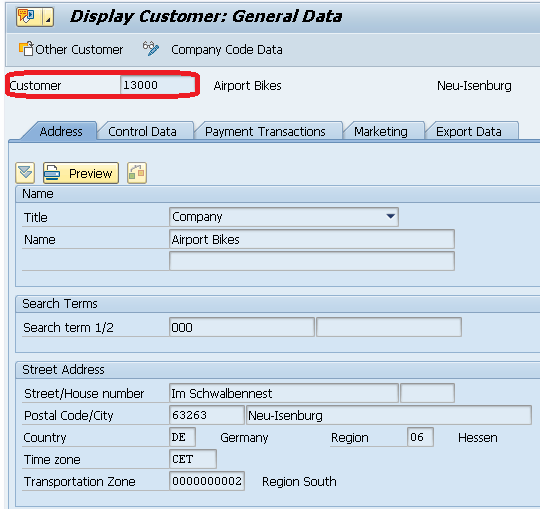 Display Customer: General Data
Other Customer Company Code Data
Customer 13000 Airport Bikes Neu-Isenburg
Address Control Data Payment Transactions Marketing Export Data
Preview
Name
Title Company
Name Airport Bikes
Search Terms
Search term 1/2 000
Street Address
Street/House number Im Schwalbennest
Postal Code/City 63263 Neu-Isenburg
Country DE Germany Region 06 Hessen
Time zone CET
Transportation Zone 0000000002 Region South